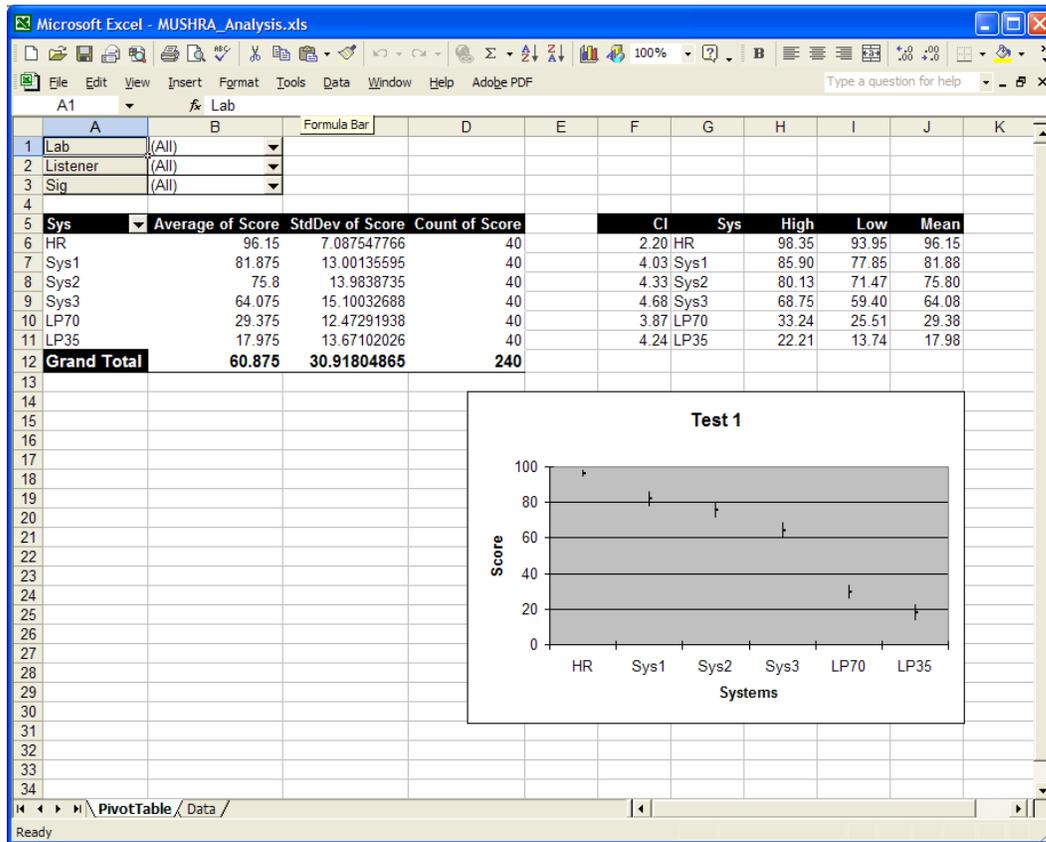 Microsoft Excel - MUSHRA_Analysis.xls
100%
File Edit View Insert Format Tools Data Window Help Adobe PDF Type a question for help
A1 fx Lab
Formula Bar
A B D E F G H I J K
1 Lab (All)
2 Listener (All)
3 Sig (All)
4
5 Sys Average of Score StdDev of Score Count of Score CI Sys High Low Mean
6 HR 96.15 7.087547766 40 2.20 HR 98.35 93.95 96.15
7 Sys1 81.875 13.00135595 40 4.03 Sys1 85.90 77.85 81.88
8 Sys2 75.8 13.9838735 40 4.33 Sys2 80.13 71.47 75.80
9 Sys3 64.075 15.10032688 40 4.68 Sys3 68.75 59.40 64.08
10 LP70 29.375 12.47291938 40 3.87 LP70 33.24 25.51 29.38
11 LP35 17.975 13.67102026 40 4.24 LP35 22.21 13.74 17.98
12 Grand Total 60.875 30.91804865 240
13
14
15
16
17
18
19
20
21
22
23
24
25
26
27
28
29
30
31
32
33
34
Test 1
100
80
60
40
20
0
Score
HR Sys1 Sys2 Sys3 LP70 LP35
Systems
PivotTable Data
Ready